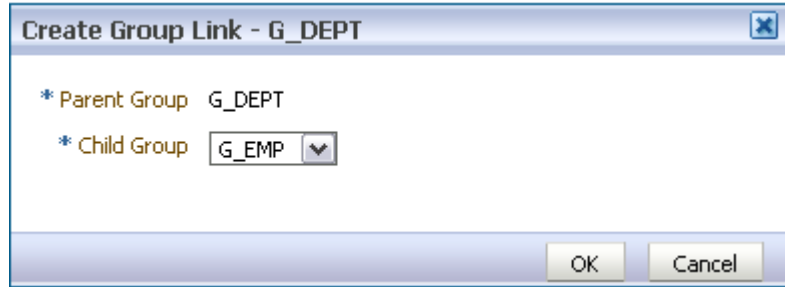 Create Group Link - G_DEPT
* Parent Group G_DEPT
* Child Group G_EMP
OK Cancel